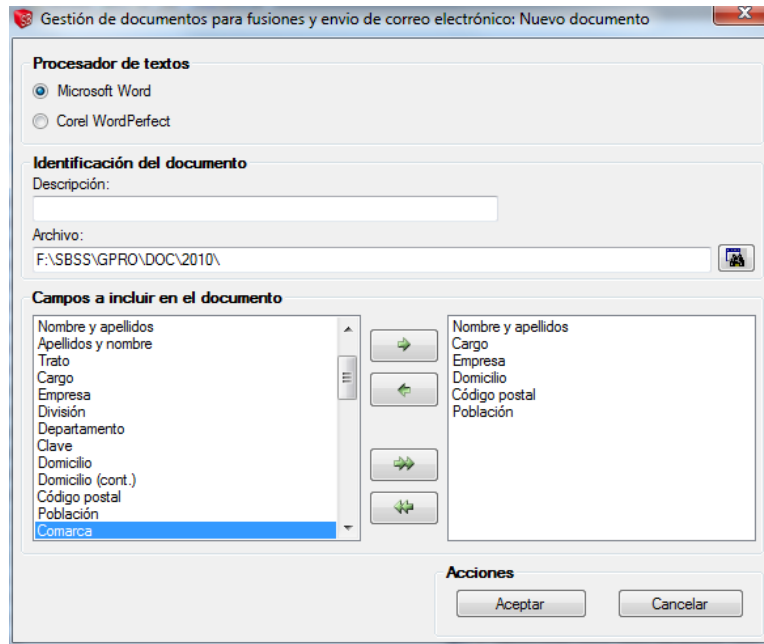 Gestión de documentos para fusiones y envio de correo electrónico: Nuevo documento
Procesador de textos
Microsoft Word
Corel WordPerfect
Identificación del documento
Descripción:
Archivo:
F:\SBSS\GPRO\DOC\2010\
Campos a incluir en el documento
Nombre y apellidos
Apellidos y nombre
Trato
Cargo
Empresa
División
Departamento
Clave
Domicilio
Domicilio (cont.)
Código postal
Población
Comarca
Nombre y apellidos
Cargo
Empresa
Domicilio
Código postal
Población
Acciones
Aceptar
Cancelar